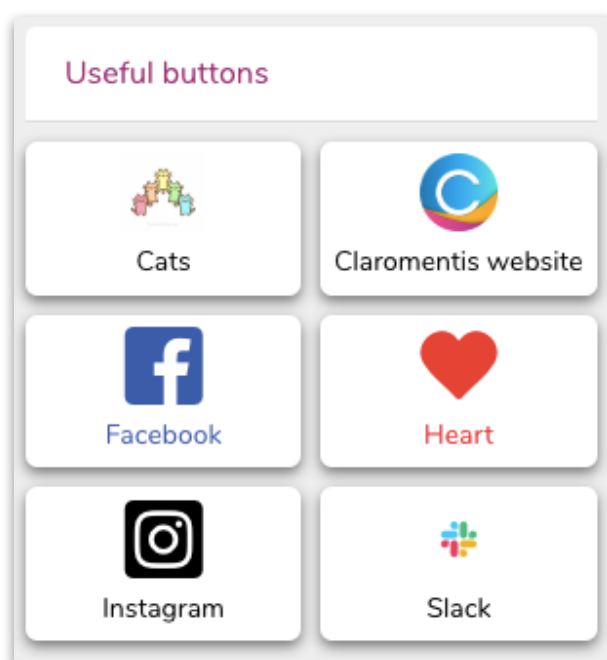 Useful buttons
Cats
Claromentis website
Facebook
Heart
Instagram
Slack